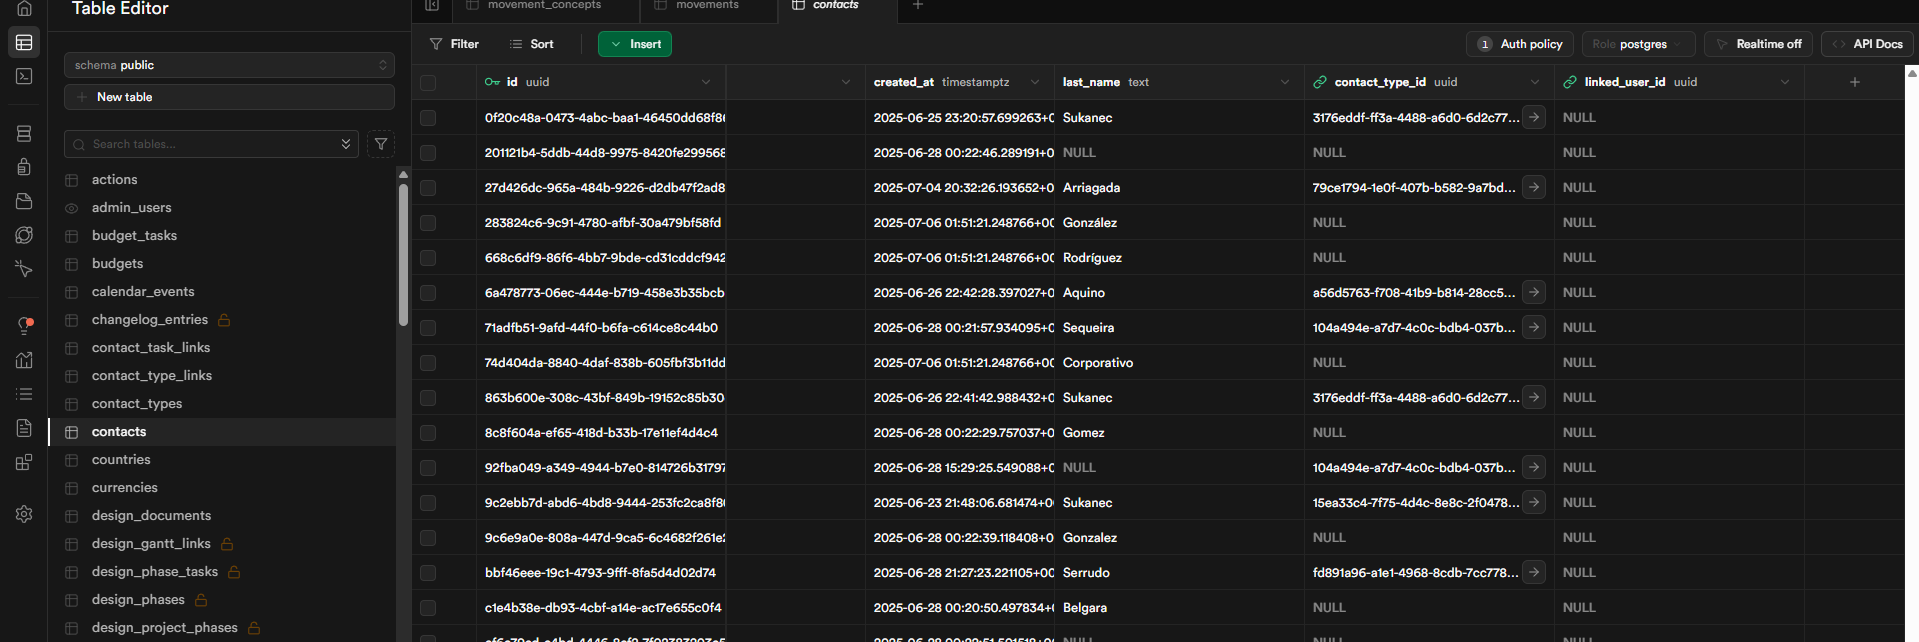 Table Editor
movement_concepts
movements
contacts
schema public
New table
Search tables...
Filter
Sort
Insert
1 Auth policy
Role postgres
Realtime off
API Docs
actions
admin_users
budget_tasks
budgets
calendar_events
changelog_entries
contact_task_links
contact_type_links
contact_types
contacts
countries
currencies
design_documents
design_gantt_links
design_phase_tasks
design_phases
design_project_phases
id uuid created_at timestamptz last_name text contact_type_id uuid linked_user_id uuid
0f20c48a-0473-4abc-baa1-46450dd68f8 2025-06-25 23:20:57.699263+0 Sukanec 3176eddf-ff3a-4488-a6d0-6d2c77... NULL
201121b4-5ddb-44d8-9975-8420fe299568 2025-06-28 00:22:46.289191+0 NULL NULL NULL
27d426dc-965a-484b-9226-d2db47f2ad8 2025-07-04 20:32:26.193652+0 Arriagada 79ce1794-1e0f-407b-b582-9a7bd... NULL
283824c6-9c91-4780-afbf-30a479bf58fd 2025-07-06 01:51:21.248766+00 González NULL NULL
668c6df9-86f6-4bb7-9bde-cd31cddcf942 2025-07-06 01:51:21.248766+00 Rodríguez NULL NULL
6a478773-06ec-444e-b719-458e3b35bcb 2025-06-26 22:42:28.397027+0 Aquino a56d5763-f708-41b9-b814-28cc5... NULL
71adfb51-9afd-44f0-b6fa-c614ce8c44b0 2025-06-28 00:21:57.934095+0 Sequeira 104a494e-a7d7-4c0c-bdb4-037b... NULL
74d404da-8840-4daf-838b-605fbf3b11dd 2025-07-06 01:51:21.248766+00 Corporativo NULL NULL
863b600e-308c-43bf-849b-19152c85b30 2025-06-26 22:41:42.988432+0 Sukanec 3176eddf-ff3a-4488-a6d0-6d2c77... NULL
8c8f604a-ef65-418d-b33b-17e11ef4d4c4 2025-06-28 00:22:29.757037+0 Gomez NULL NULL
92fba049-a349-4944-b7e0-814726b31797 2025-06-28 15:29:25.549088+0 NULL 104a494e-a7d7-4c0c-bdb4-037b... NULL
9c2ebb7d-abd6-4bd8-9444-253fc2ca8f8 2025-06-23 21:48:06.681474+00 Sukanec 15ea33c4-7f75-4d4c-8e8c-2f0478... NULL
9c6e9a0e-808a-447d-9ca5-6c4682f261e 2025-06-28 00:22:39.118408+0 Gonzalez NULL NULL
bbf46eee-19c1-4793-9fff-8fa5d4d02d74 2025-06-28 21:27:23.221105+00 Serrudo fd891a96-a1e1-4968-8cdb-7cc778... NULL
c1e4b38e-db93-4cbf-a14e-ac17e655c0f4 2025-06-28 00:20:50.497834+ Belgara NULL NULL